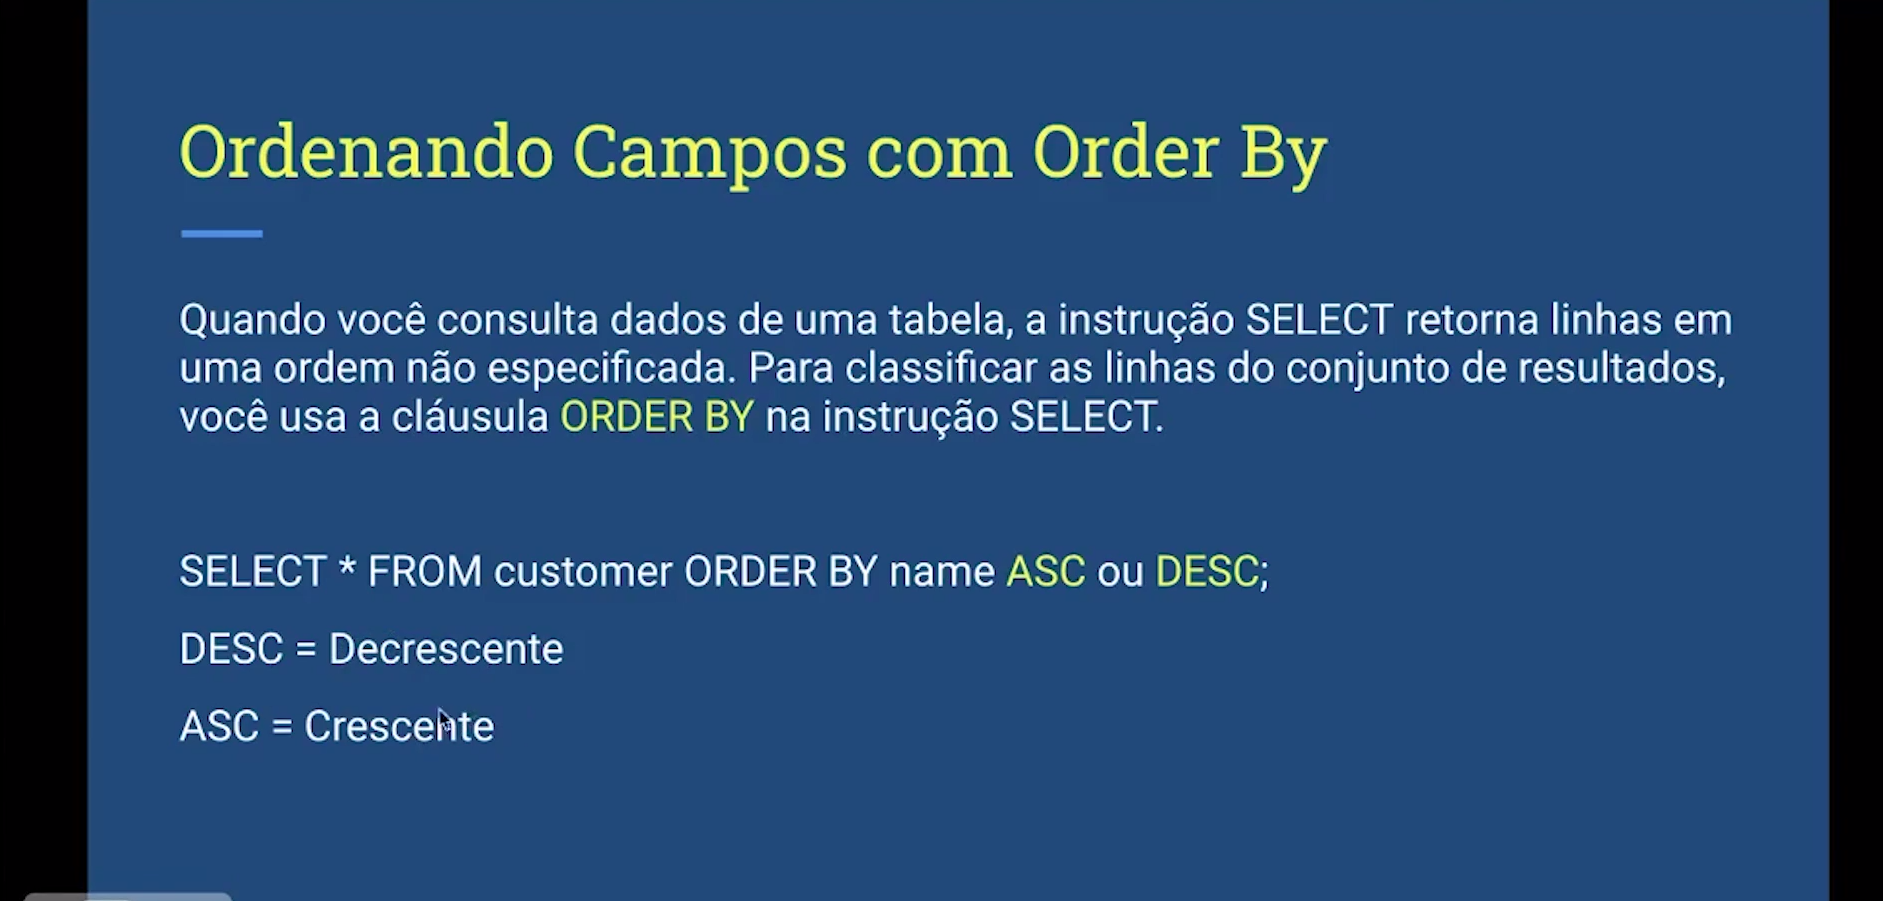 Ordenando Campos com Order By
Quando você consulta dados de uma tabela, a instrução SELECT retorna linhas em
uma ordem não especificada. Para classificar as linhas do conjunto de resultados,
você usa a cláusula ORDER BY na instrução SELECT.
SELECT * FROM customer ORDER BY name ASC ou DESC;
DESC = Decrescente
ASC = Crescente